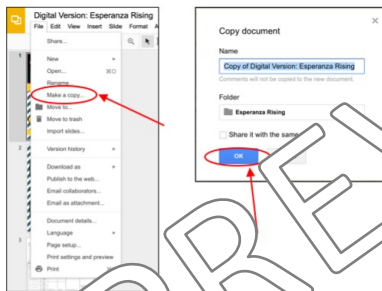 Digital Version: Esperanza Rising
File Edit View Insert Slide Format A
Share...
New
Open... ⌘O
Rename...
Make a copy...
Move to...
Move to trash
Import slides...
Version history
Download as
Publish to the web...
Email collaborators...
Email as attachment...
Document details...
Language
Page setup...
Print settings and preview
Print
1
2
3
Copy document
Name
Copy of Digital Version: Esperanza Rising
Comments will not be copied to the new document.
Folder
Esperanza Rising
Share it with the same
OK